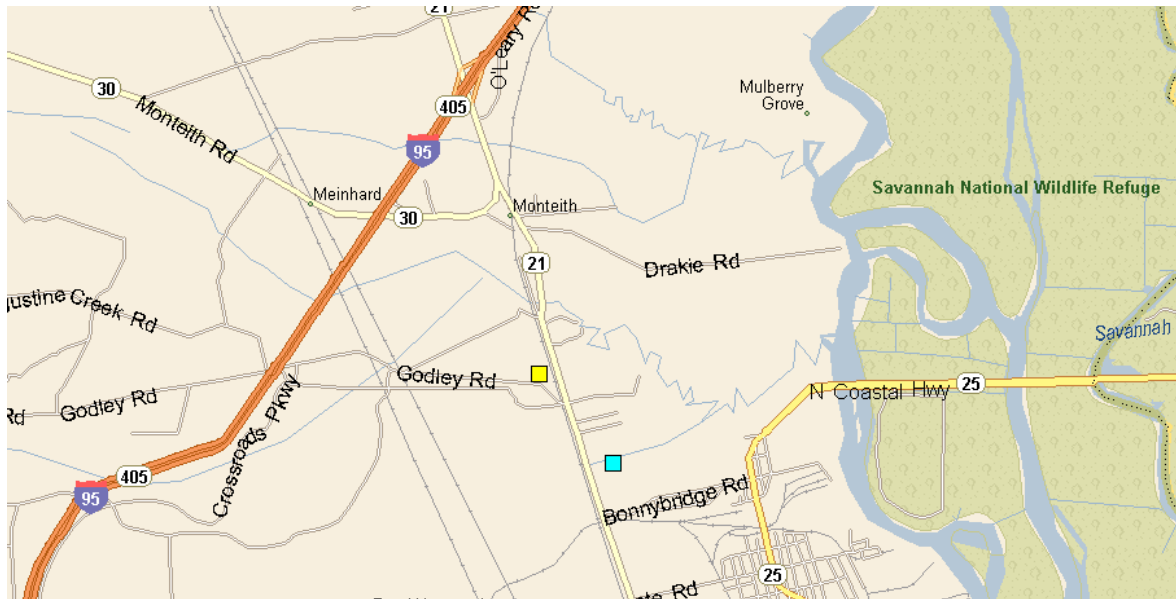 21
O'Leary Rd
30
Monteith Rd
405
95
Mulberry
Grove
Savannah National Wildlife Refuge
Meinhard
30
Monteith
21
Drakie Rd
Creek Rd
Savannah
Godley Rd
25
N Coastal Hwy
Rd
Godley Rd
Crossroads Pkwy
405
95
Bonnybridge Rd
25
Rd